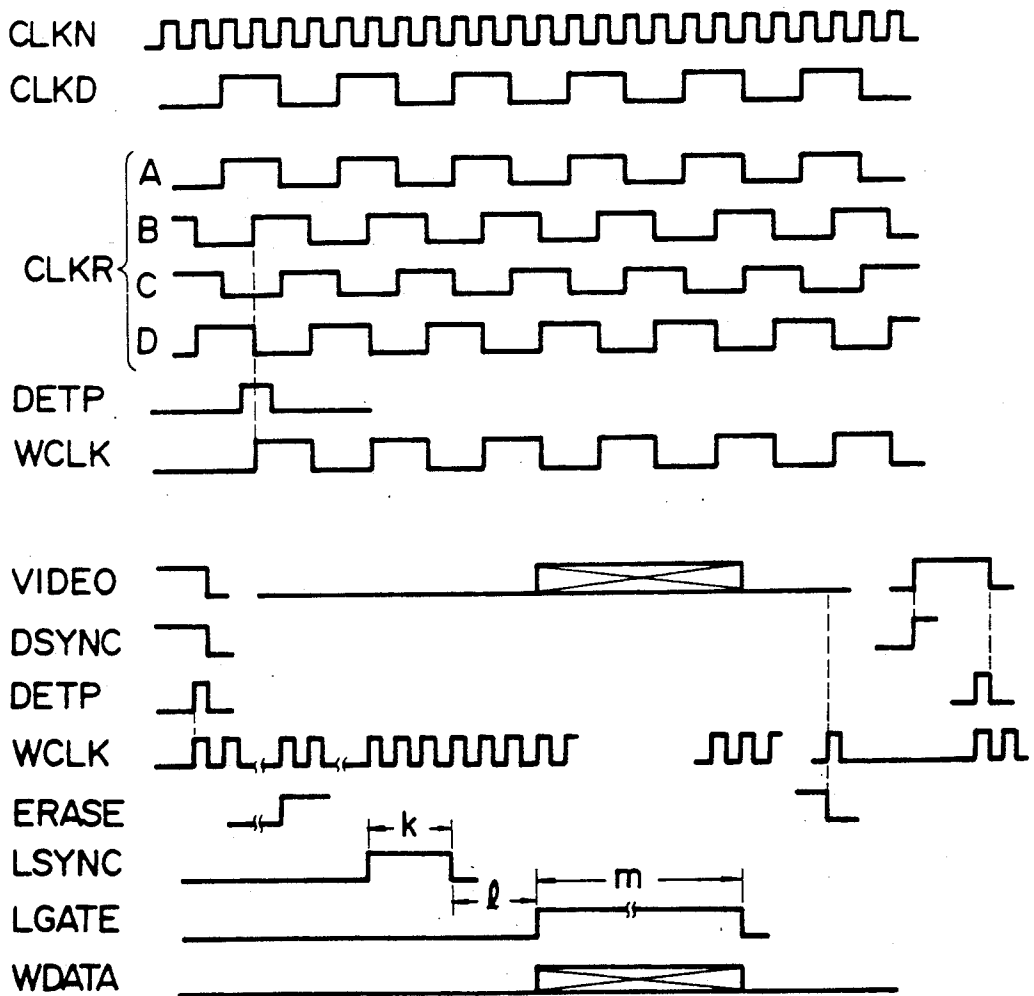 CLKN
CLKD
CLKR
A
B
C
D
DETP
WCLK
VIDEO
DSYNC
DETP
WCLK
ERASE
k
LSYNC
l
m
LGATE
WDATA